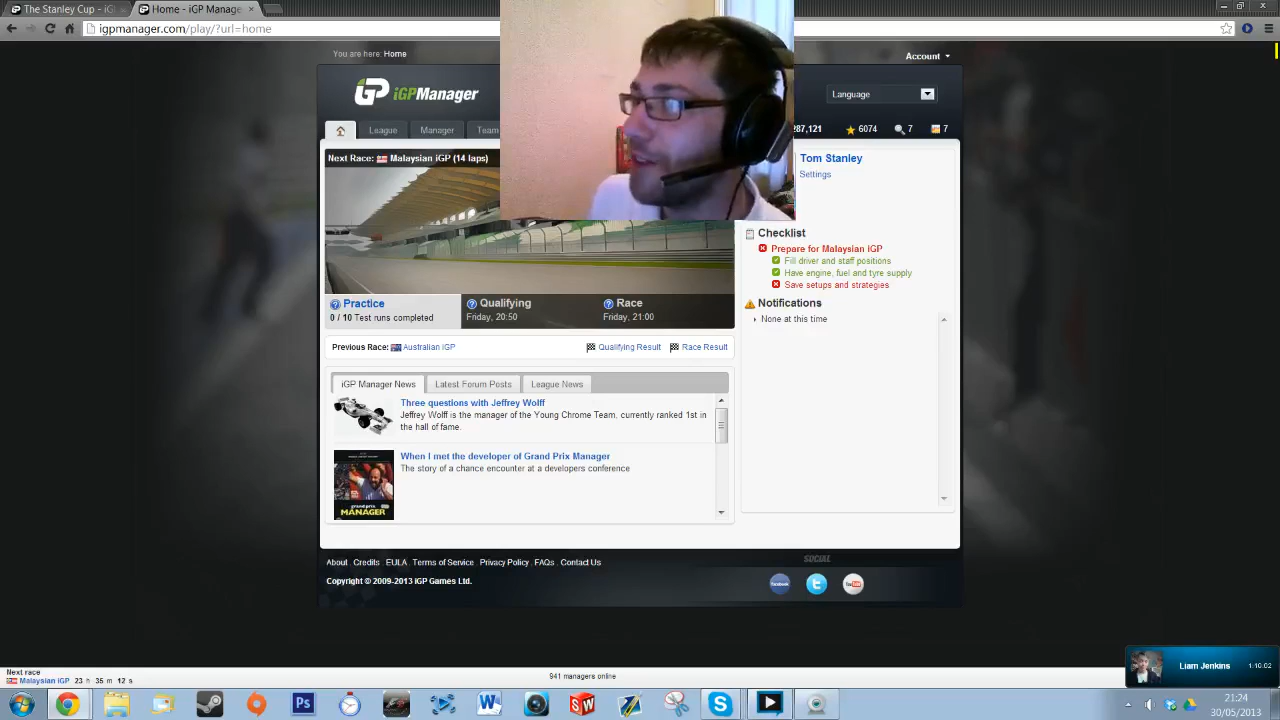 The Stanley Cup - iG
Home - iGP Manage
igpmanager.com/play/?url=home
You are here: Home
Account
iGPManager
Language
League
Manager
Team
287,121
6074
7
7
Next Race: Malaysian iGP (14 laps)
Tom Stanley
Settings
Checklist
Prepare for Malaysian iGP
Fill driver and staff positions
Have engine, fuel and tyre supply
Save setups and strategies
Practice
0 / 10 Test runs completed
Qualifying
Friday, 20:50
Race
Friday, 21:00
Notifications
None at this time
Previous Race: Australian iGP
Qualifying Result
Race Result
iGP Manager News
Latest Forum Posts
League News
Three questions with Jeffrey Wolff
Jeffrey Wolff is the manager of the Young Chrome Team, currently ranked 1st in
the hall of fame.
When I met the developer of Grand Prix Manager
The story of a chance encounter at a developers conference
grand prix
MANAGER
About . Credits . EULA . Terms of Service . Privacy Policy . FAQs . Contact Us
SOCIAL
Copyright © 2009-2013 iGP Games Ltd.
facebook
YouTube
Liam Jenkins
1:10:02
Next race
Malaysian iGP 23 h 35 m 12 s
941 managers online
Ps
21:24
30/05/2013